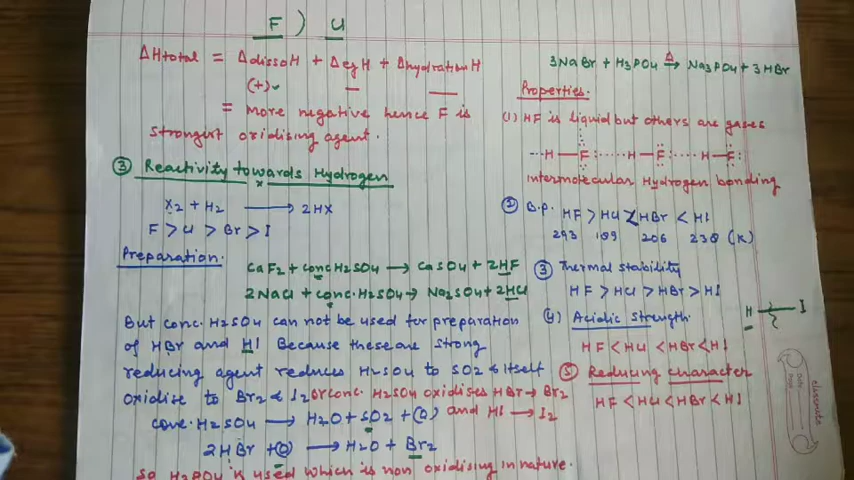 F > Cl
ΔHtotal = ΔdissoH + ΔegH + ΔhydrationH
(+)
= More negative hence F is
strongest oxidising agent.
③ Reactivity towards Hydrogen
X2 + H2 ⟶ 2HX
F > Cl > Br > I
Preparation.
CaF2 + conc H2SO4 ⟶ CaSO4 + 2HF
2NaCl + conc. H2SO4 → Na2SO4 + 2HCl
But conc. H2SO4 can not be used for preparation
of HBr and HI Because these are strong
reducing agent reduces H2SO4 to SO2 & itself
oxidise to Br2 & I2 or conc. H2SO4 oxidises HBr → Br2
and HI ⟶ I2
conc. H2SO4 ⟶ H2O + SO2 + (O)
2HBr + (O) ⟶ H2O + Br2
So H3PO4 is used which is non oxidising in nature.
3NaBr + H3PO4 Δ→ Na3PO4 + 3HBr
Properties.
(1) HF is liquid but others are gases
H—F: H—F: H—F:
intermolecular Hydrogen bonding
② B.p. HF > HCl < HBr < HI
293 189 206 238 (K)
③ Thermal stability
HF > HCl > HBr > HI
(4) Acidic strength
H I
HF < HCl < HBr < HI
⑤ Reducing character
HF < HCl < HBr < HI
classmate
Date
Page